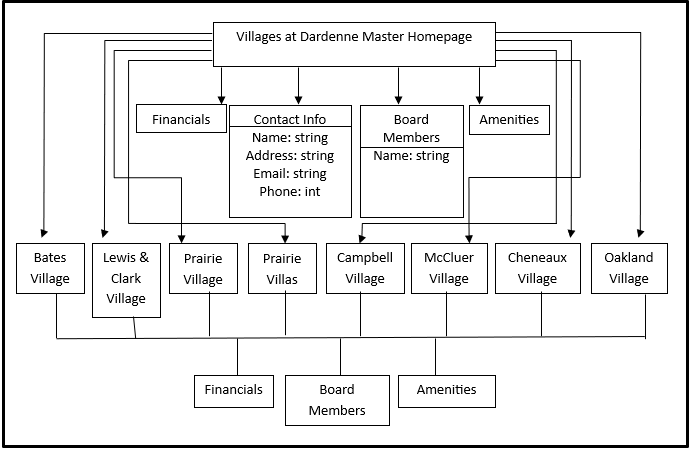 Villages at Dardenne Master Homepage
Financials
Contact Info
Name: string
Address: string
Email: string
Phone: int
Board
Members
Name: string
Amenities
Bates
Village
Lewis &
Clark
Village
Prairie
Village
Prairie
Villas
Campbell
Village
McCluer
Village
Cheneaux
Village
Oakland
Village
Financials
Board
Members
Amenities